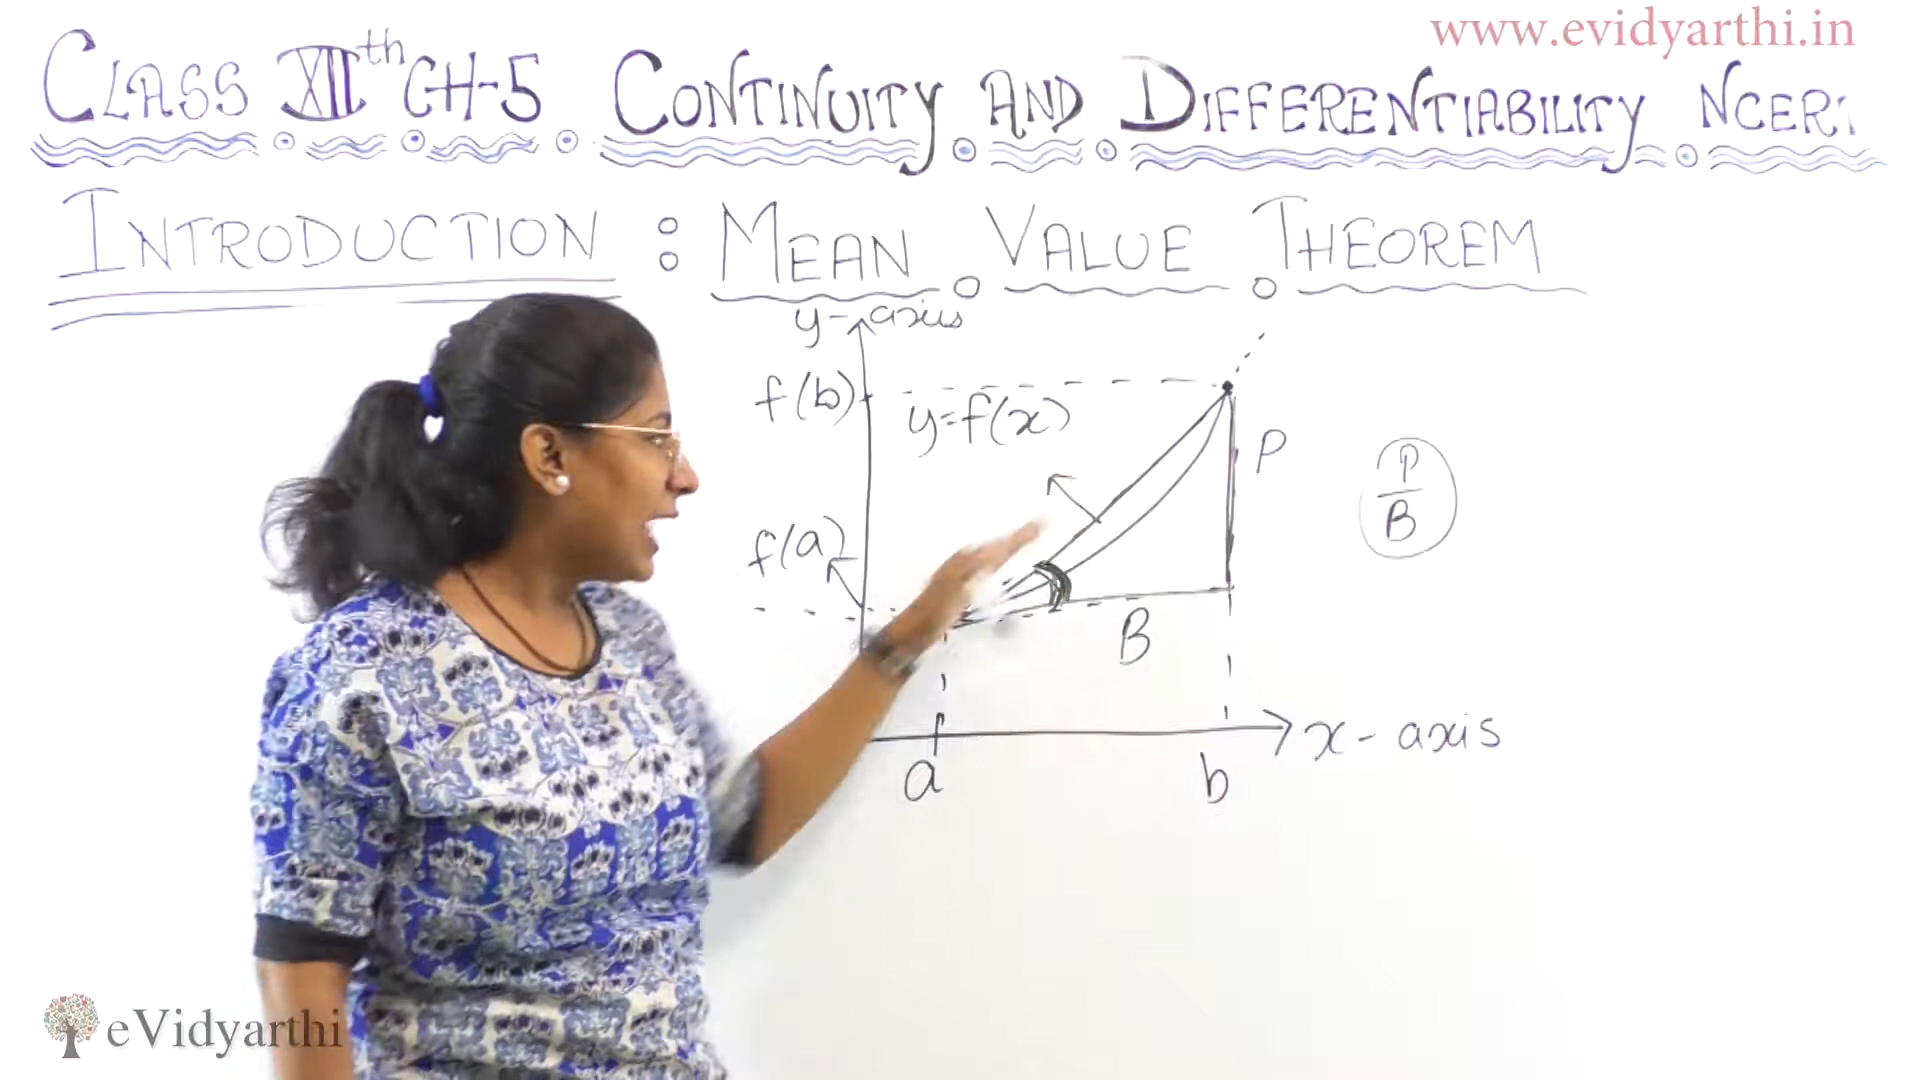 www.evidyarthi.in
CLASS XIIth CH-5 CONTINUITY AND DIFFERENTIABILITY NCERT
INTRODUCTION : MEAN VALUE THEOREM
y-axis
f(b)
y=f(x)
P
P
B
f(a)
B
x-axis
a
b
eVidyarthi